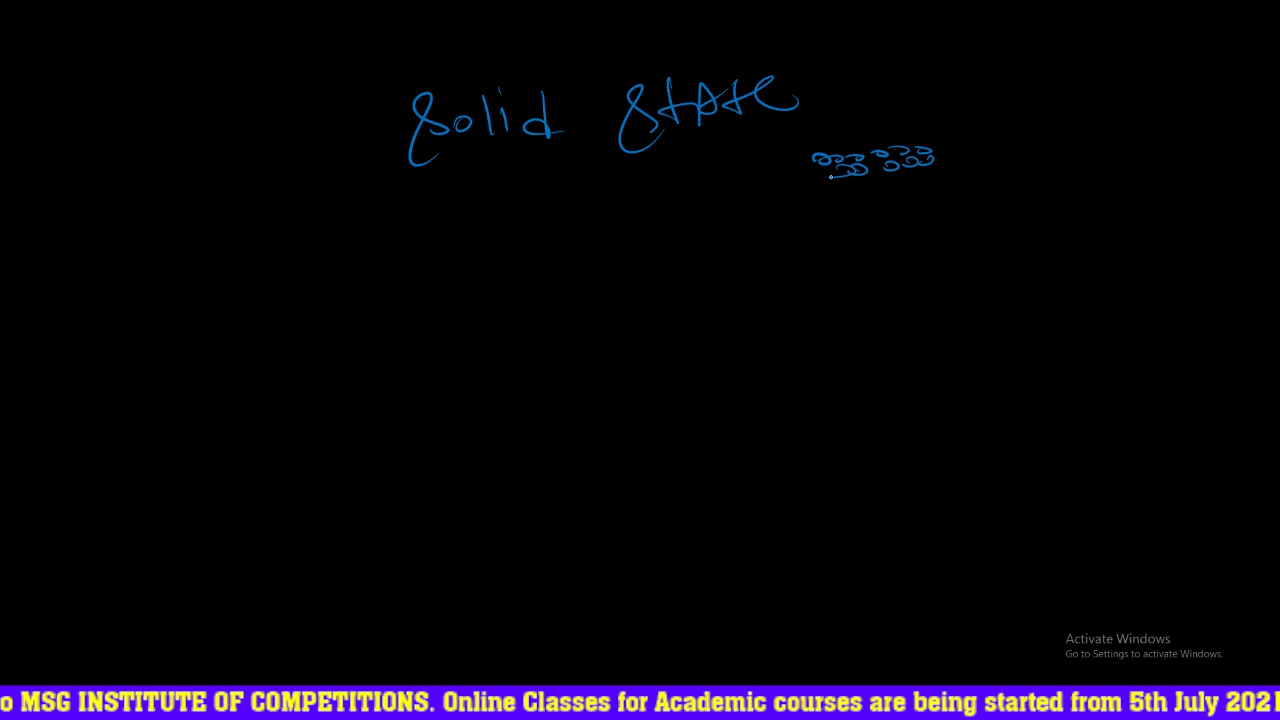 Solid State
Activate Windows
Go to Settings to activate Windows.
o MSG INSTITUTE OF COMPETITIONS. Online Classes for Academic courses are being started from 5th July 2021